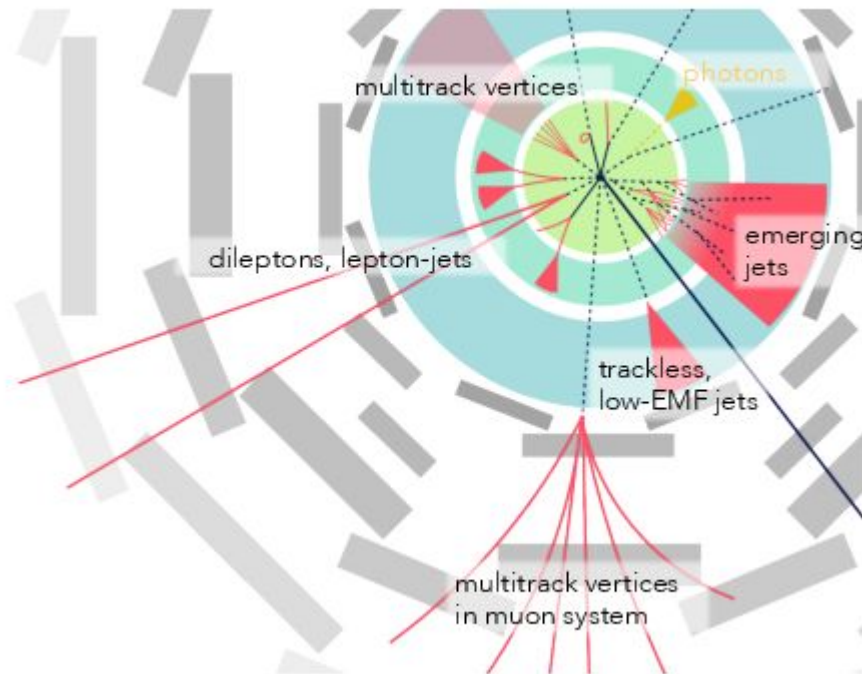 multitrack vertices
photons
dileptons, lepton-jets
emerging
jets
trackless,
low-EMF jets
multitrack vertices
in muon system